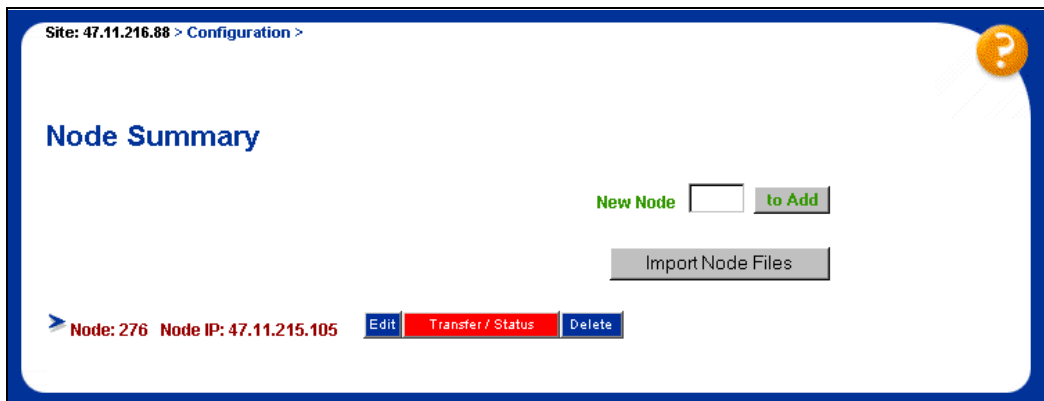 Site: 47.11.216.88 > Configuration >
?
Node Summary
New Node to Add
Import Node Files
Node: 276 Node IP: 47.11.215.105 Edit Transfer / Status Delete